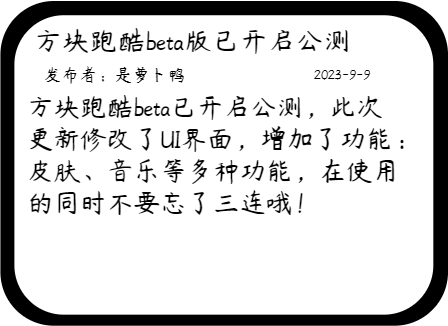 方块跑酷beta版已开启公测
发布者：是萝卜鸭 2023-9-9
方块跑酷beta已开启公测，此次
更新修改了UI界面，增加了功能：
皮肤、音乐等多种功能，在使用
的同时不要忘了三连哦！